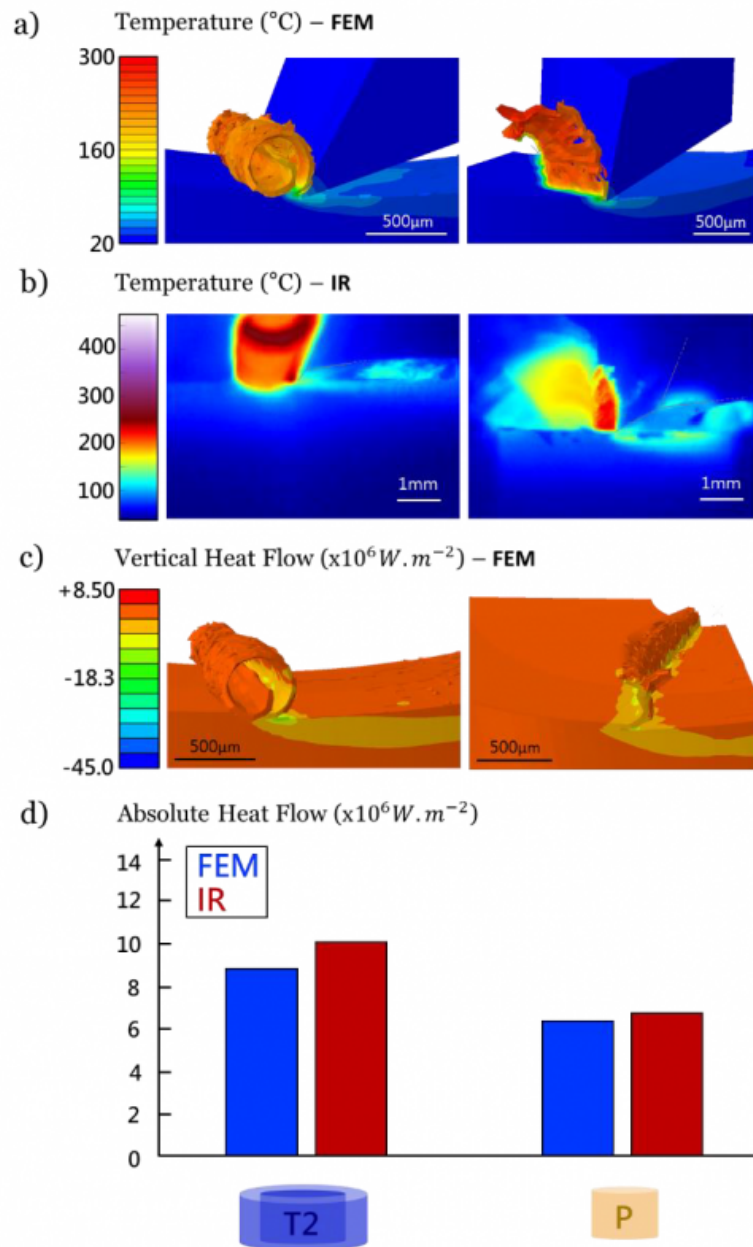 a) Temperature (°C) – FEM
300
160
20
500μm
500μm
b) Temperature (°C) – IR
400
300
200
100
1mm
1mm
c) Vertical Heat Flow (x10⁶W.m⁻²) – FEM
+8.50
-18.3
-45.0
500μm
500μm
d) Absolute Heat Flow (x10⁶W.m⁻²)
14
12
10
8
6
4
2
0
FEM
IR
T2
P